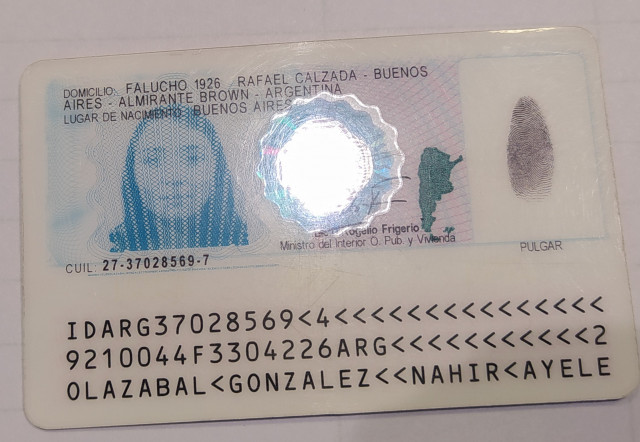 DOMICILIO: FALUCHO 1926 RAFAEL CALZADA - BUENOS
AIRES - ALMIRANTE BROWN - ARGENTINA
LUGAR DE NACIMIENTO: BUENOS AIRES
Rogelio Frigerio
Ministro del Interior O. Pub. y Vivienda
PULGAR
CUIL: 27-37028569-7
IDARG37028569<4<<<<<<<<<<<<<<<
9210044F3304226ARG<<<<<<<<<<<2
OLAZABAL<GONZALEZ<<NAHIR<AYELE